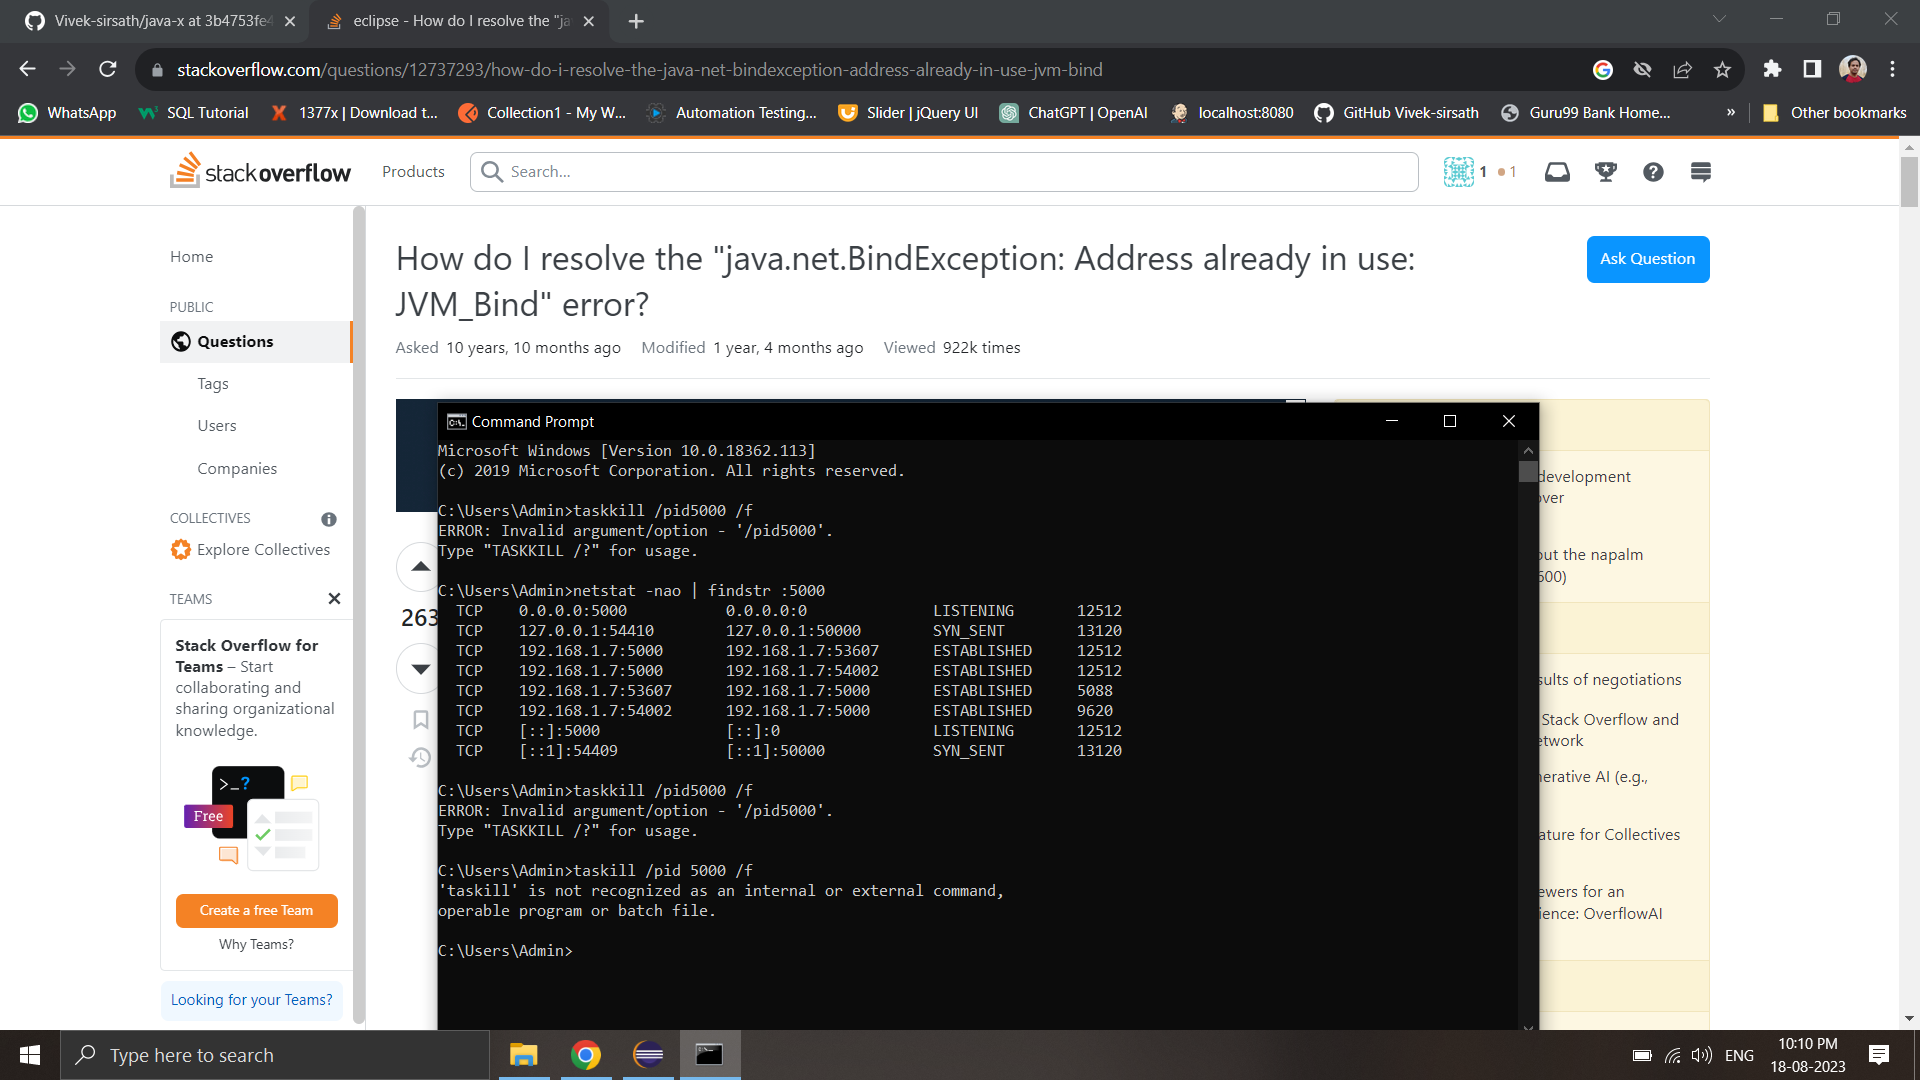 Vivek-sirsath/java-x at 3b4753fe4
eclipse - How do I resolve the "ja
stackoverflow.com/questions/12737293/how-do-i-resolve-the-java-net-bindexception-address-already-in-use-jvm-bind
WhatsApp
SQL Tutorial
1377x | Download t...
Collection1 - My W...
Automation Testing...
Slider | jQuery UI
ChatGPT | OpenAI
localhost:8080
GitHub Vivek-sirsath
Guru99 Bank Home...
»
Other bookmarks
stackoverflow
Products
Search...
1
1
Home
PUBLIC
Questions
Tags
Users
Companies
COLLECTIVES
Explore Collectives
TEAMS
Stack Overflow for
Teams – Start
collaborating and
sharing organizational
knowledge.
>_?
Free
Create a free Team
Why Teams?
Looking for your Teams?
How do I resolve the "java.net.BindException: Address already in use:
JVM_Bind" error?
Ask Question
Asked 10 years, 10 months ago Modified 1 year, 4 months ago Viewed 922k times
263
Command Prompt
Microsoft Windows [Version 10.0.18362.113]
(c) 2019 Microsoft Corporation. All rights reserved.
C:\Users\Admin>taskkill /pid5000 /f
ERROR: Invalid argument/option - '/pid5000'.
Type "TASKKILL /?" for usage.
C:\Users\Admin>netstat -nao | findstr :5000
TCP 0.0.0.0:5000 0.0.0.0:0 LISTENING 12512
TCP 127.0.0.1:54410 127.0.0.1:50000 SYN_SENT 13120
TCP 192.168.1.7:5000 192.168.1.7:53607 ESTABLISHED 12512
TCP 192.168.1.7:5000 192.168.1.7:54002 ESTABLISHED 12512
TCP 192.168.1.7:53607 192.168.1.7:5000 ESTABLISHED 5088
TCP 192.168.1.7:54002 192.168.1.7:5000 ESTABLISHED 9620
TCP [::]:5000 [::]:0 LISTENING 12512
TCP [::1]:54409 [::1]:50000 SYN_SENT 13120
C:\Users\Admin>taskkill /pid5000 /f
ERROR: Invalid argument/option - '/pid5000'.
Type "TASKKILL /?" for usage.
C:\Users\Admin>taskill /pid 5000 /f
'taskill' is not recognized as an internal or external command,
operable program or batch file.
C:\Users\Admin>
development
over
out the napalm
600)
sults of negotiations
Stack Overflow and
etwork
nerative AI (e.g.,
ature for Collectives
ewers for an
ience: OverflowAI
Type here to search
ENG
10:10 PM
18-08-2023